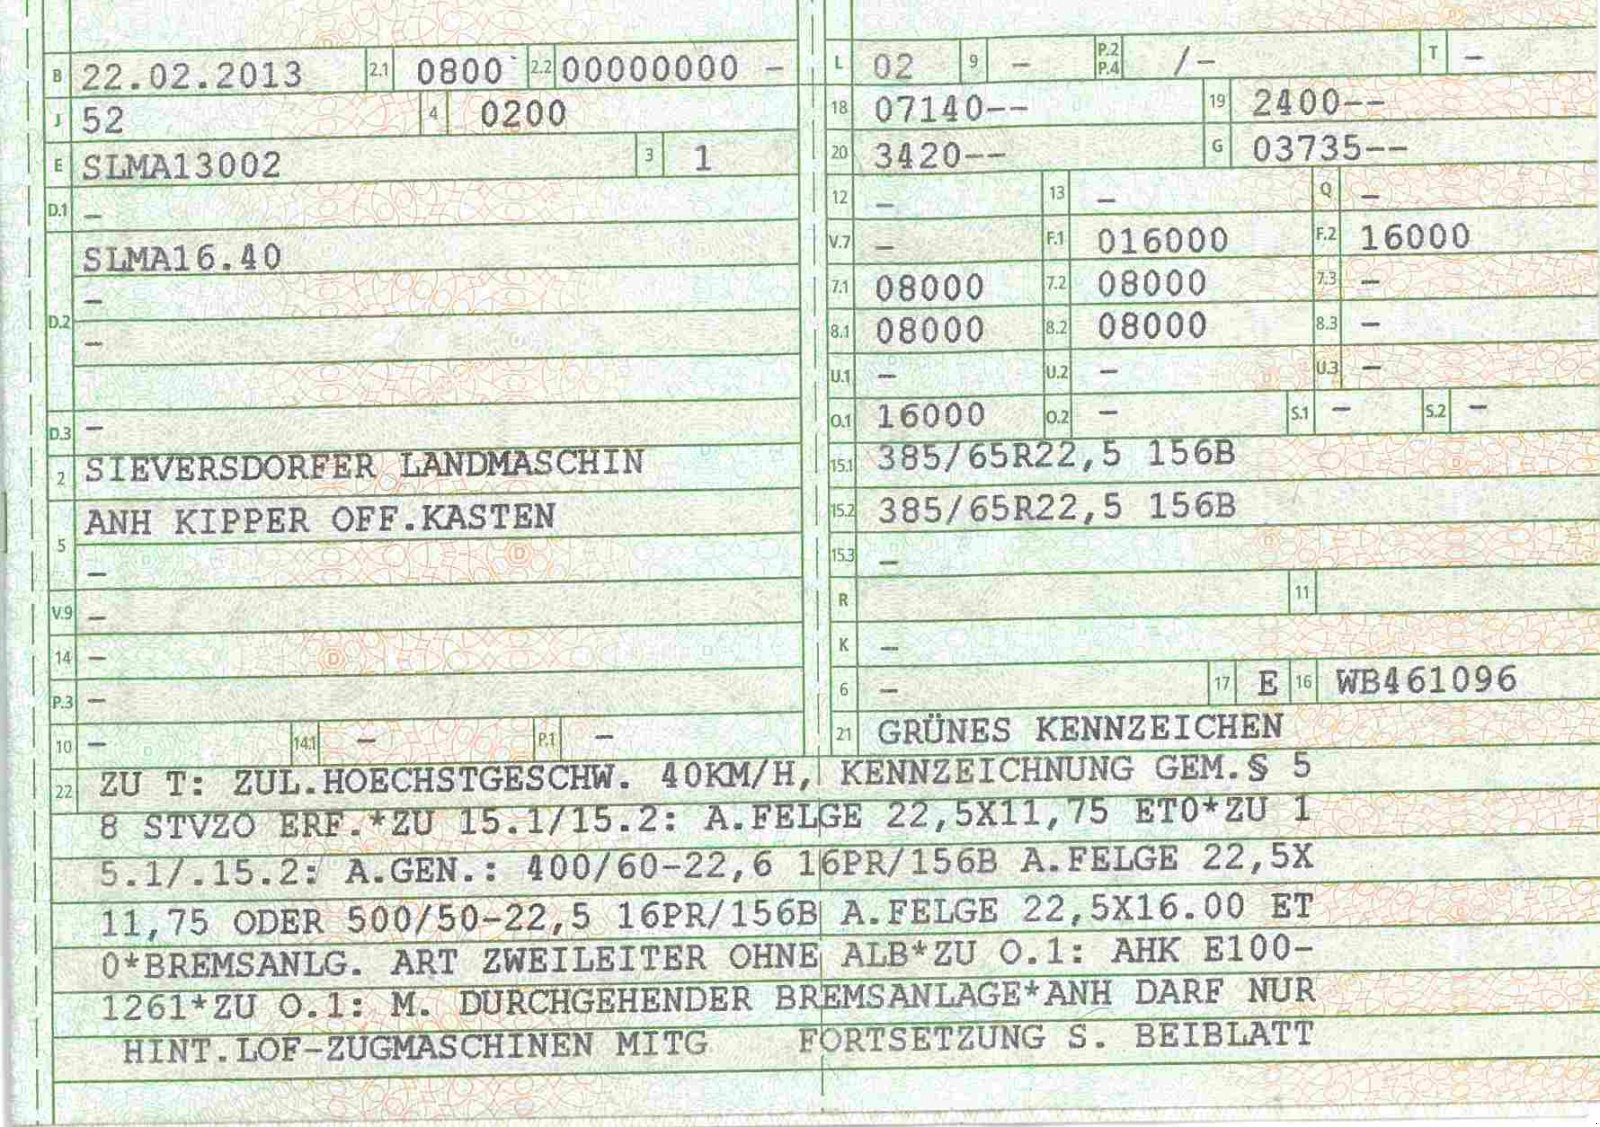 B 22.02.2013 2.1 0800 2.2 00000000 -
J 52 4 0200
E SLMA13002 3 1
D.1 -
SLMA16.40
-
D.2
-
D.3 -
2 SIEVERSDORFER LANDMASCHIN
ANH KIPPER OFF.KASTEN
5
-
V.9 -
14 -
P.3 -
10 - 14.1 - P.1 -
L 02 9 - P.2 P.4 /- T -
18 07140-- 19 2400--
20 3420-- G 03735--
12 - 13 - Q -
V.7 - F.1 016000 F.2 16000
7.1 08000 7.2 08000 7.3 -
8.1 08000 8.2 08000 8.3 -
U.1 - U.2 - U.3 -
O.1 16000 O.2 - S.1 - S.2 -
15.1 385/65R22,5 156B
15.2 385/65R22,5 156B
15.3 -
R 11
K -
6 - 17 E 16 WB461096
21 GRÜNES KENNZEICHEN
22 ZU T: ZUL.HOECHSTGESCHW. 40KM/H, KENNZEICHNUNG GEM.§ 5
8 STVZO ERF.*ZU 15.1/15.2: A.FELGE 22,5X11,75 ET0*ZU 1
5.1/.15.2: A.GEN.: 400/60-22,6 16PR/156B A.FELGE 22,5X
11,75 ODER 500/50-22,5 16PR/156B A.FELGE 22,5X16.00 ET
0*BREMSANLG. ART ZWEILEITER OHNE ALB*ZU O.1: AHK E100-
1261*ZU O.1: M. DURCHGEHENDER BREMSANLAGE*ANH DARF NUR
HINT.LOF-ZUGMASCHINEN MITG FORTSETZUNG S. BEIBLATT